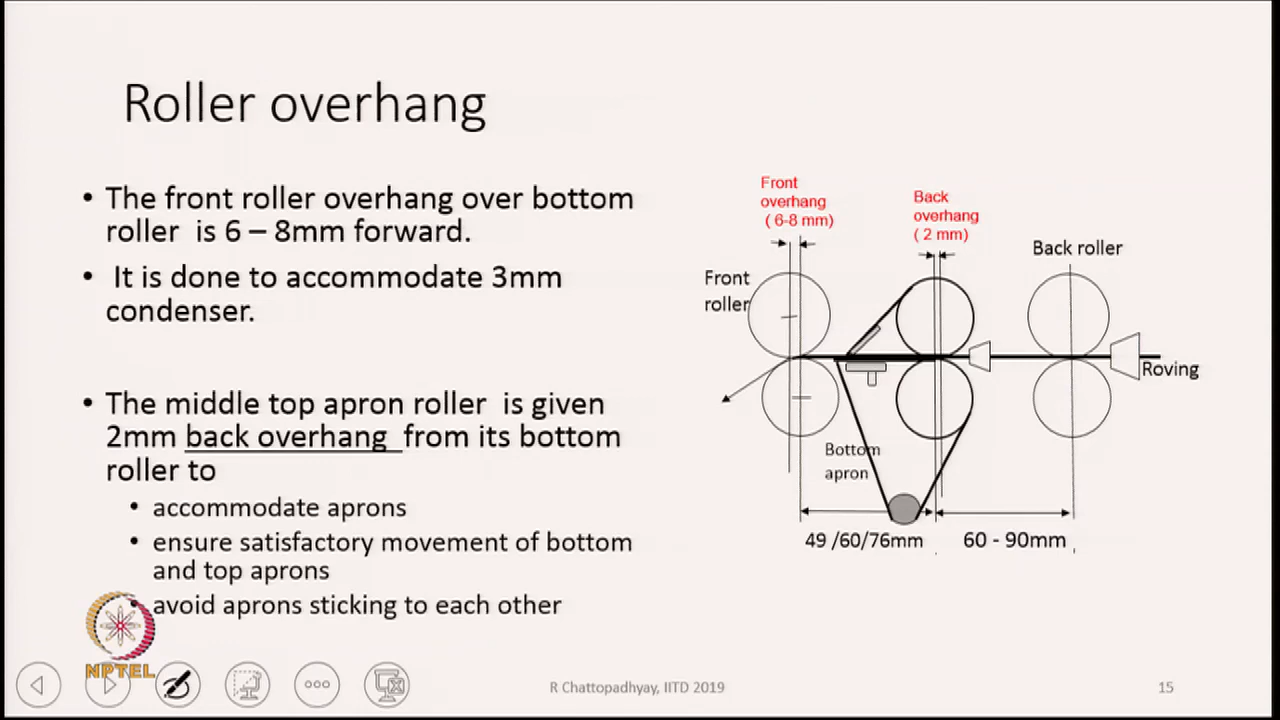 Roller overhang
• The front roller overhang over bottom
roller is 6 – 8mm forward.
• It is done to accommodate 3mm
condenser.
• The middle top apron roller is given
2mm back overhang from its bottom
roller to
• accommodate aprons
• ensure satisfactory movement of bottom
and top aprons
• avoid aprons sticking to each other
Front
overhang
( 6-8 mm)
Back
overhang
( 2 mm)
Back roller
Front
roller
Roving
Bottom
apron
49 /60/76mm
60 - 90mm
NPTEL
R Chattopadhyay, IITD 2019
15